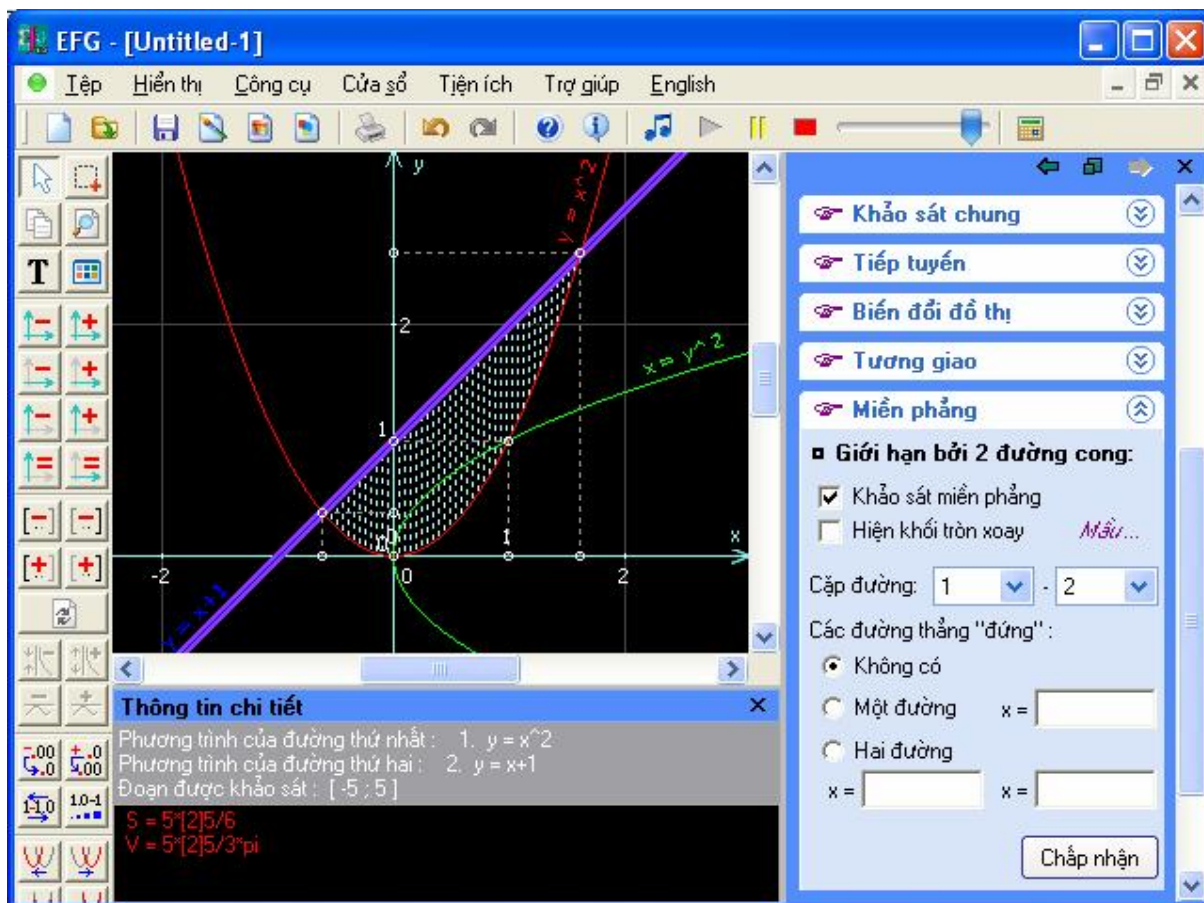 EFG - [Untitled-1]
Tệp Hiển thị Công cụ Cửa sổ Tiện ích Trợ giúp English
T
y
y = x^2
2
x = y^2
1
x
1
-2
0
2
y = x+1
Khảo sát chung
Tiếp tuyến
Biến đổi đồ thị
Tương giao
Miền phẳng
Giới hạn bởi 2 đường cong:
Khảo sát miền phẳng
Hiện khối tròn xoay Mẫu...
Cặp đường: 1 - 2
Các đường thẳng "đứng" :
Không có
Một đường x =
Hai đường
x = x =
Chấp nhận
Thông tin chi tiết
Phương trình của đường thứ nhất : 1. y = x^2
Phương trình của đường thứ hai : 2. y = x+1
Đoạn được khảo sát : [ -5 ; 5 ]
S = 5*[2]5/6
V = 5*[2]5/3*pi